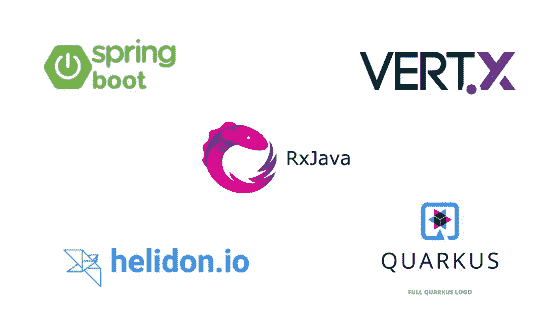 spring
boot
VERT.X
RxJava
helidon.io
QUARKUS
FULL QUARKUS LOGO